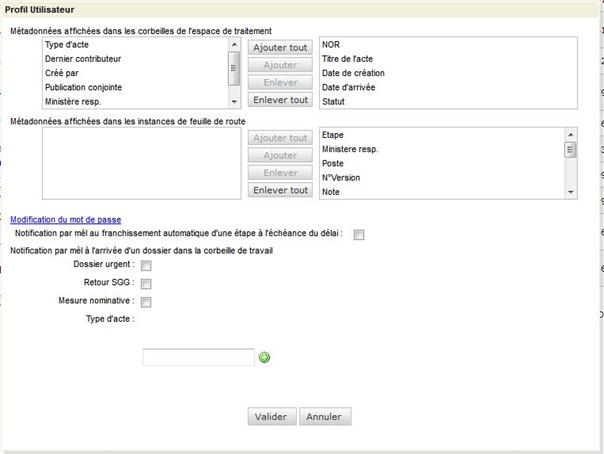 Profil Utilisateur
Métadonnées affichées dans les corbeilles de l'espace de traitement
Type d'acte
Dernier contributeur
Créé par
Publication conjointe
Ministère resp.
Ajouter tout
Ajouter
Enlever
Enlever tout
NOR
Titre de l'acte
Date de création
Date d'arrivée
Statut
Métadonnées affichées dans les instances de feuille de route
Ajouter tout
Ajouter
Enlever
Enlever tout
Etape
Ministere resp.
Poste
N°Version
Note
Modification du mot de passe
Notification par mél au franchissement automatique d'une étape à l'échéance du délai :
Notification par mèl à l'arrivée d'un dossier dans la corbeille de travail
Dossier urgent :
Retour SGG :
Mesure nominative :
Type d'acte :
Valider
Annuler